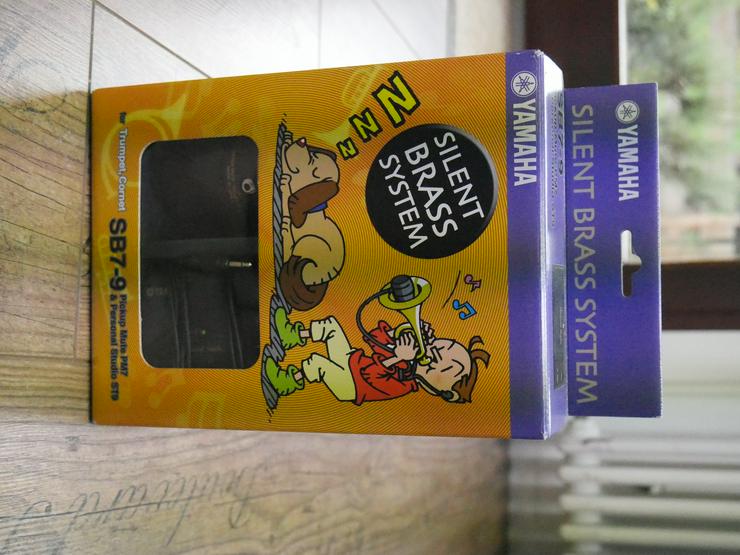 YAMAHA
SILENT BRASS SYSTEM
YAMAHA
SILENT
BRASS
SYSTEM
Z Z Z Z
for Trumpet, Cornet
SB7-9
Pickup Mute PM7
& Personal Studio ST9